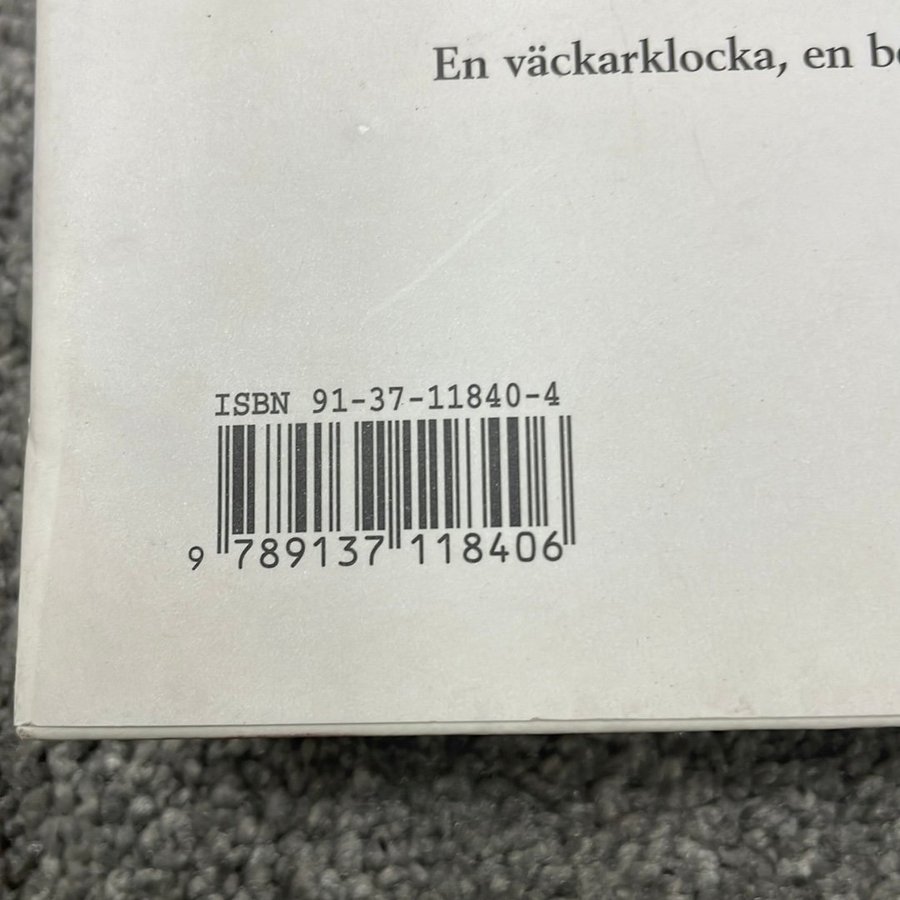 En väckarklocka, en
ISBN 91-37-11840-4
9 789137 118406